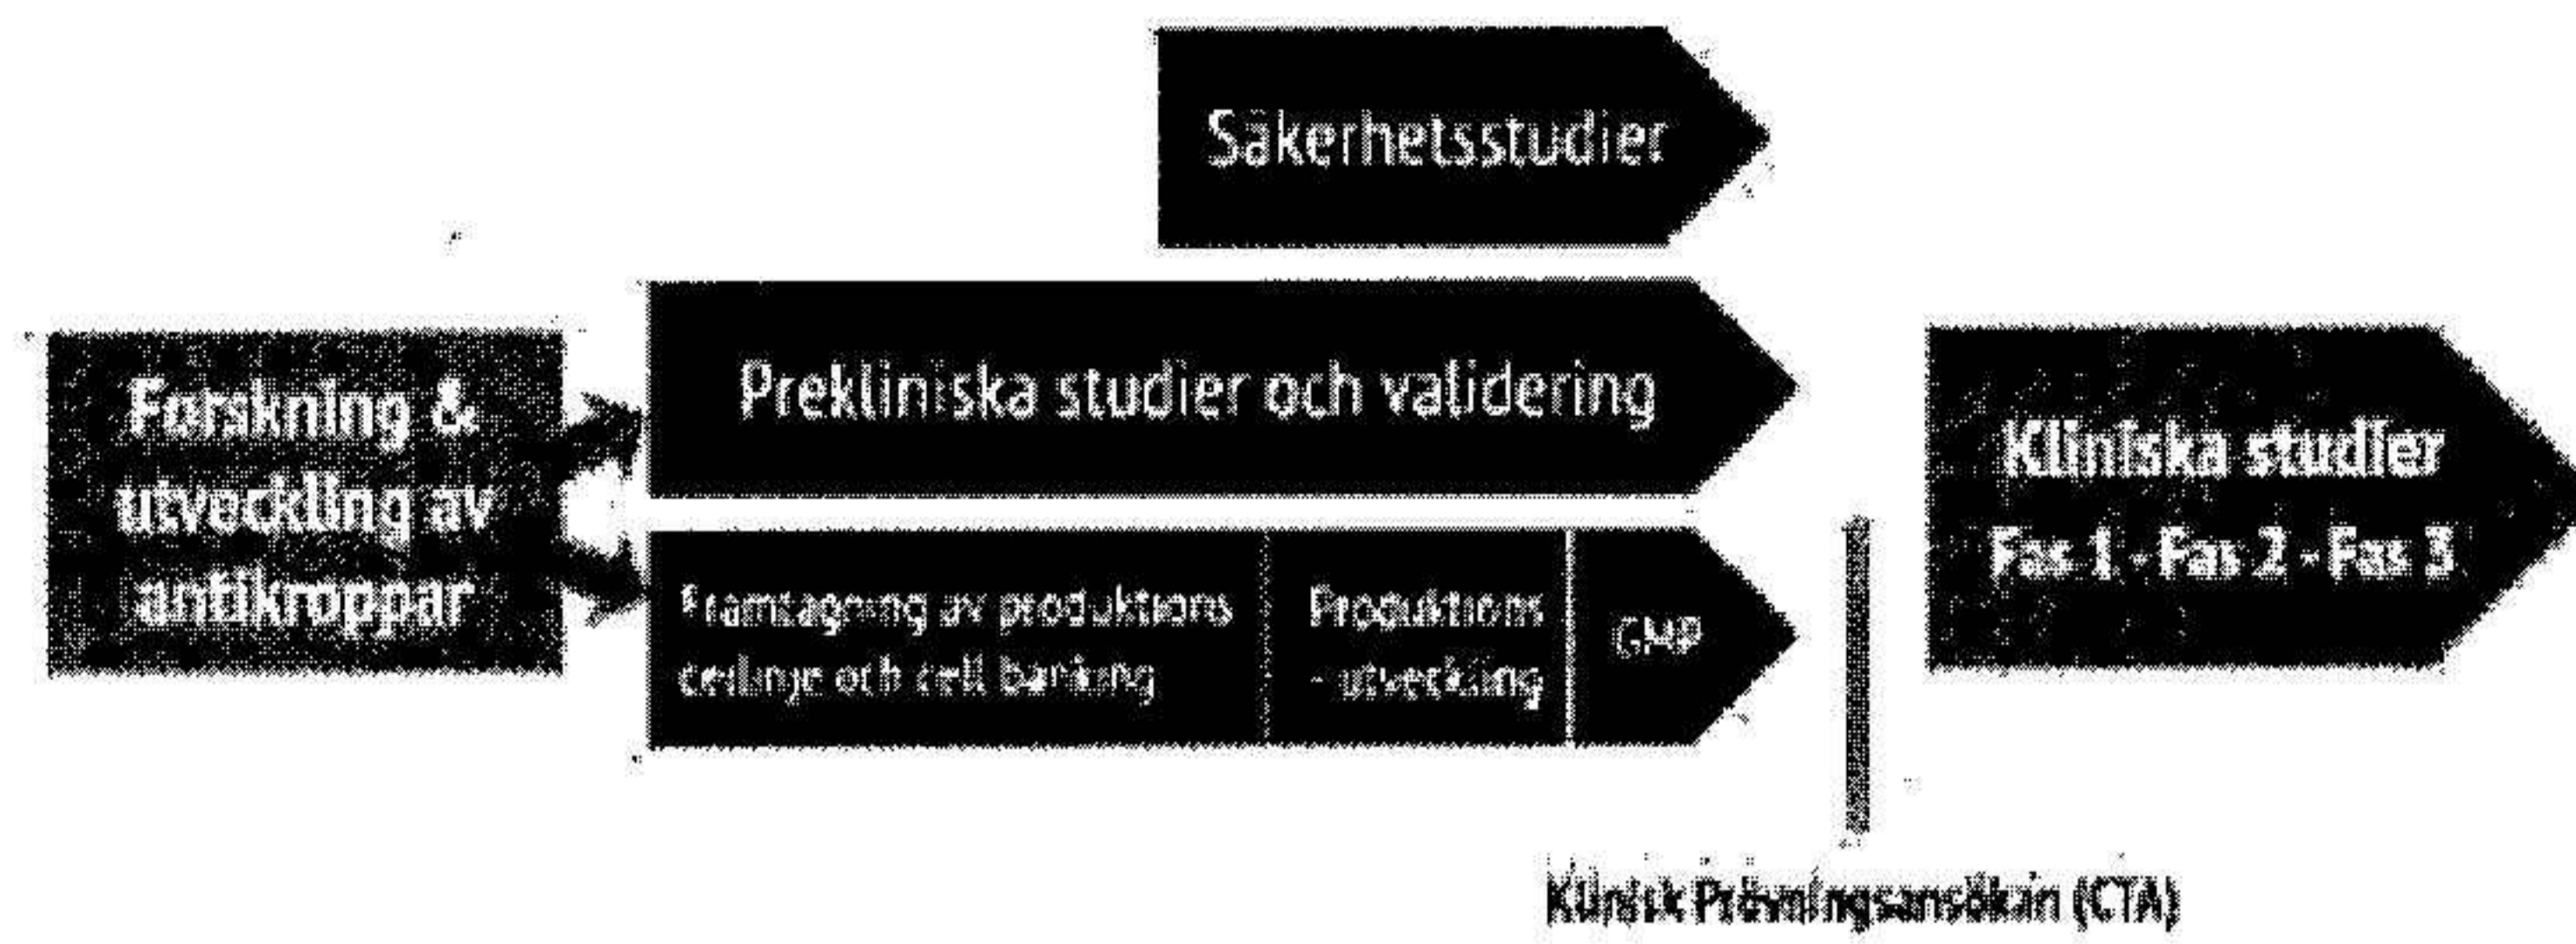 Säkerhetsstudier
Forskning &
utveckling av
antikroppar
Prekliniska studier och validering
Framtagning av produktions
cellinje och cell banking
Produktions
- utveckling
GMP
Kliniska studier
Fas 1 - Fas 2 - Fas 3
Klinisk Prövningsansökan (CTA)